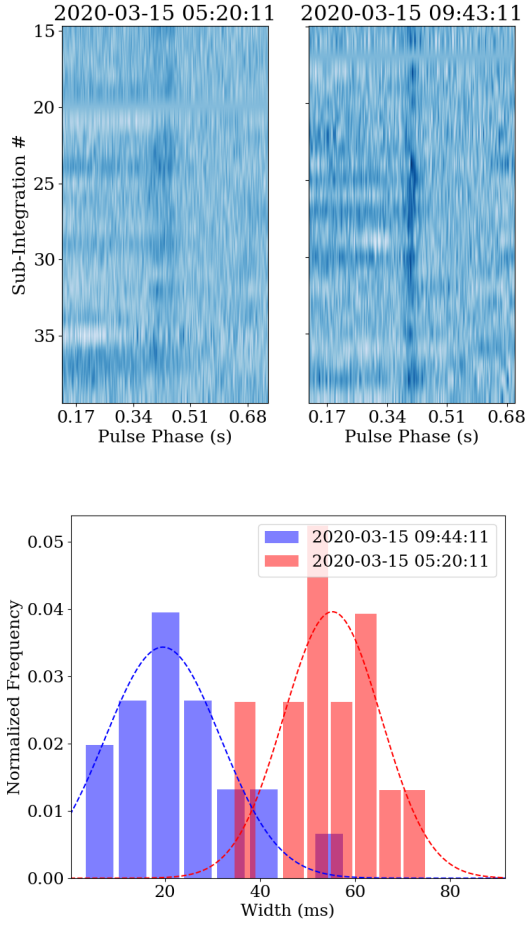 2020-03-15 05:20:11
2020-03-15 09:43:11
15
20
25
30
35
Sub-Integration #
0.17 0.34 0.51 0.68
0.17 0.34 0.51 0.68
Pulse Phase (s)
Pulse Phase (s)
2020-03-15 09:44:11
2020-03-15 05:20:11
0.05
0.04
0.03
0.02
0.01
0.00
Normalized Frequency
20 40 60 80
Width (ms)